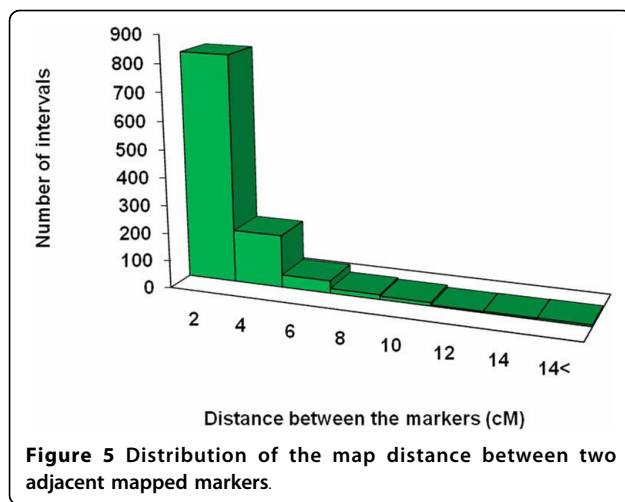 900
800
700
600
500
400
300
200
100
0
Number of intervals
2 4 6 8 10 12 14 14<
Distance between the markers (cM)
Figure 5 Distribution of the map distance between two
adjacent mapped markers.